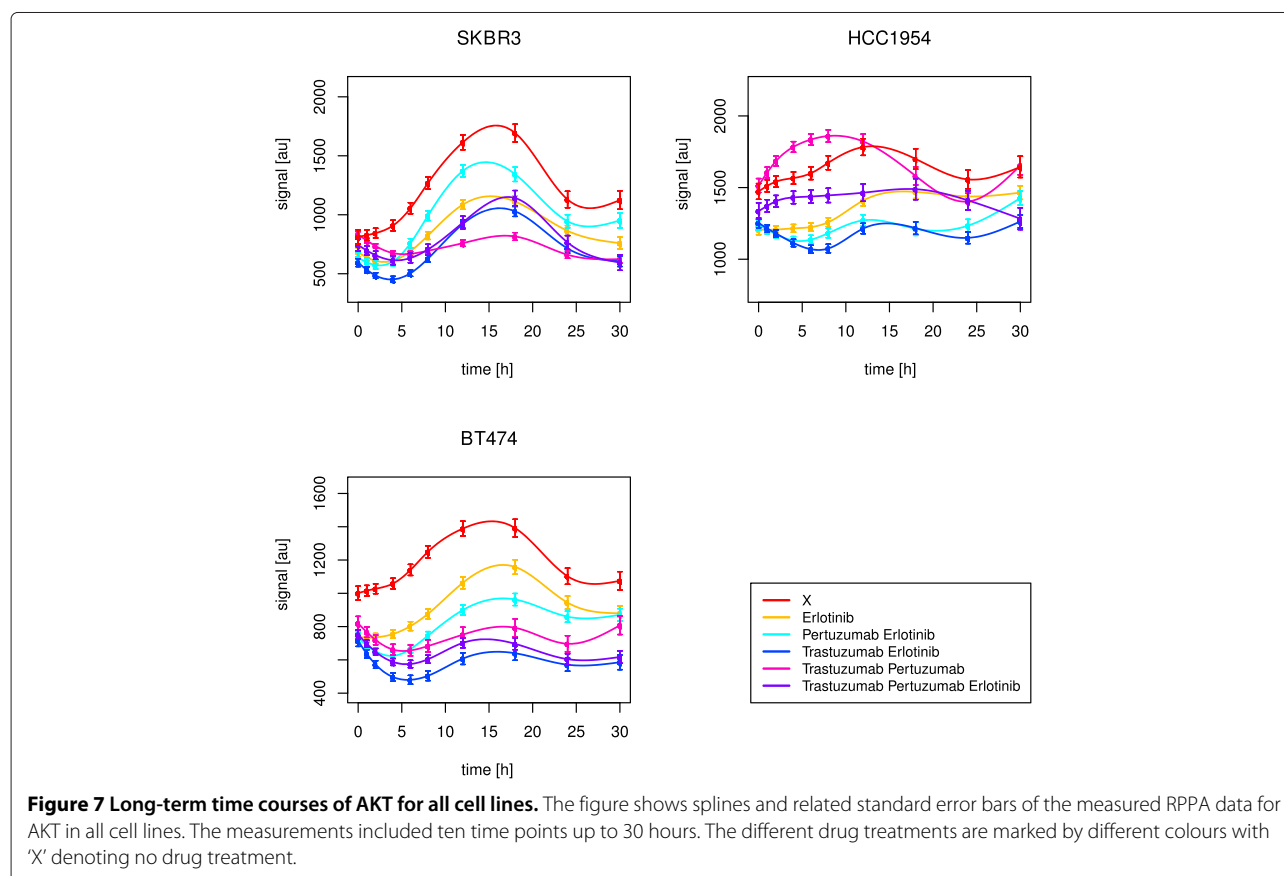 SKBR3
signal [au]
500 1000 1500 2000
0 5 10 15 20 25 30
time [h]
HCC1954
signal [au]
1000 1500 2000
0 5 10 15 20 25 30
time [h]
BT474
signal [au]
400 800 1200 1600
0 5 10 15 20 25 30
time [h]
X
Erlotinib
Pertuzumab Erlotinib
Trastuzumab Erlotinib
Trastuzumab Pertuzumab
Trastuzumab Pertuzumab Erlotinib
Figure 7 Long-term time courses of AKT for all cell lines. The figure shows splines and related standard error bars of the measured RPPA data for
AKT in all cell lines. The measurements included ten time points up to 30 hours. The different drug treatments are marked by different colours with
‘X’ denoting no drug treatment.